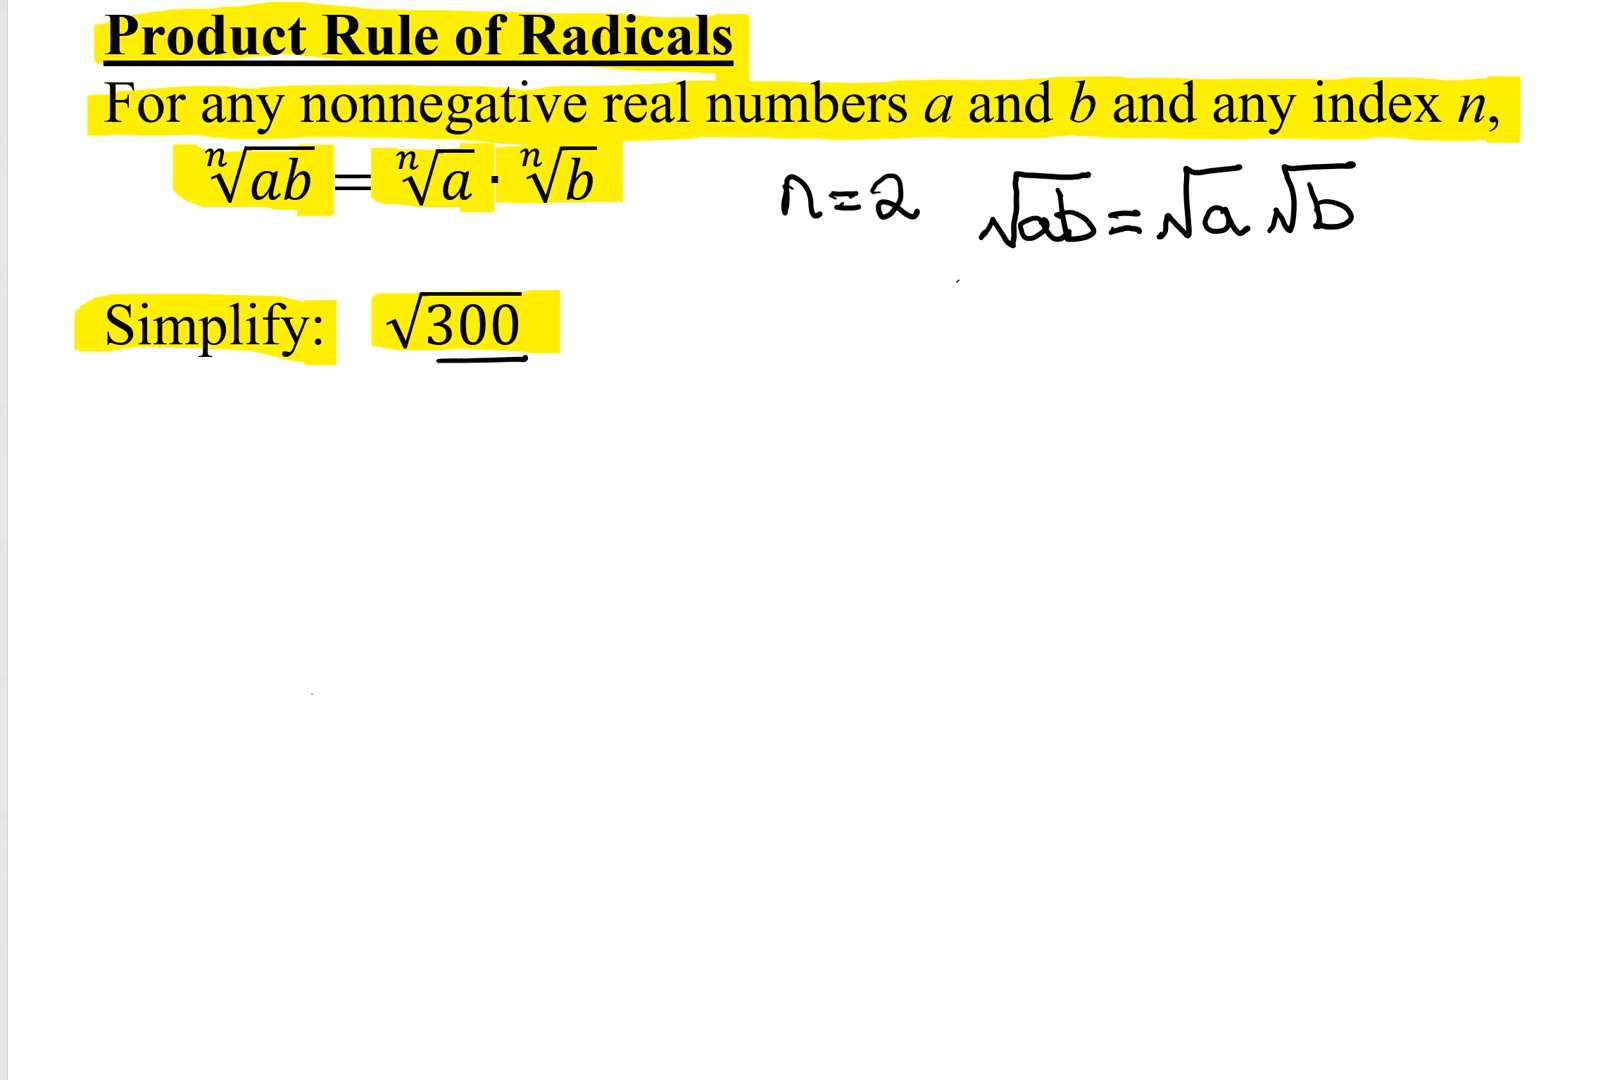 Product Rule of Radicals
For any nonnegative real numbers a and b and any index n,
ⁿ√ab = ⁿ√a · ⁿ√b n=2 √ab = √a √b
Simplify: √300